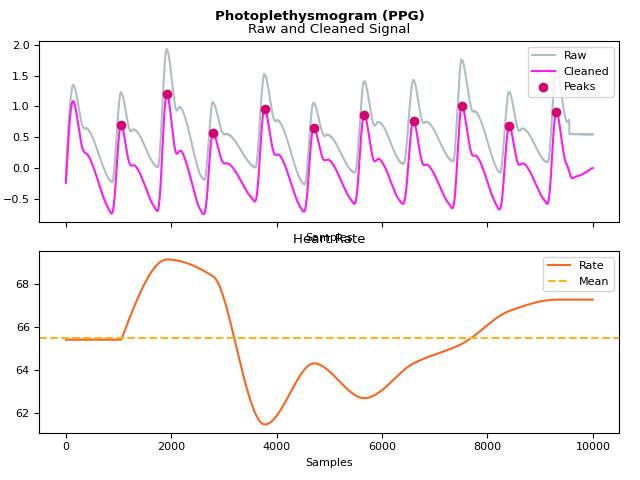 Photoplethysmogram (PPG)
Raw and Cleaned Signal
2.0
1.5
1.0
0.5
0.0
−0.5
Raw
Cleaned
Peaks
Samples
Heart Rate
68
66
64
62
Rate
Mean
0
2000
4000
6000
8000
10000
Samples